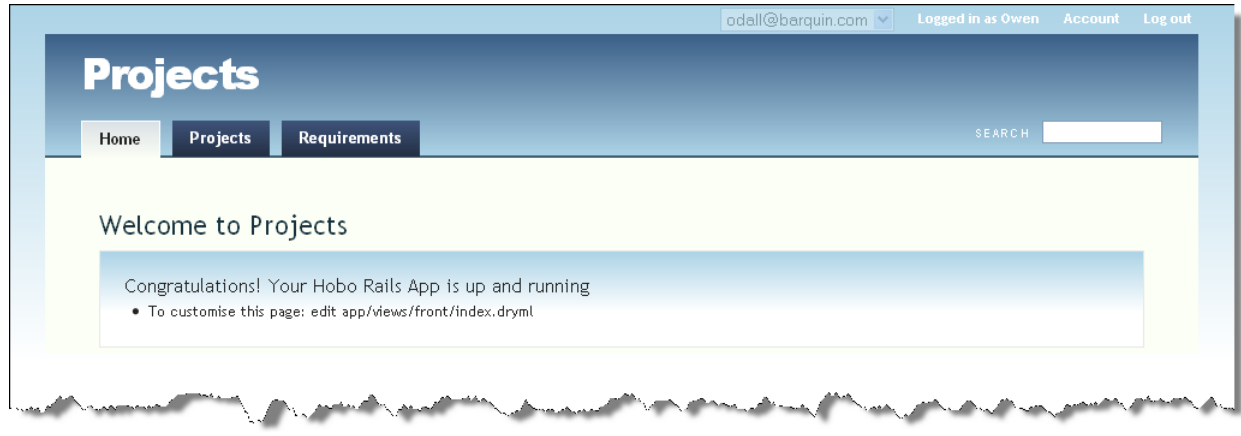 odall@barquin.com Logged in as Owen Account Log out
Projects
Home Projects Requirements SEARCH
Welcome to Projects
Congratulations! Your Hobo Rails App is up and running
• To customise this page: edit app/views/front/index.dryml